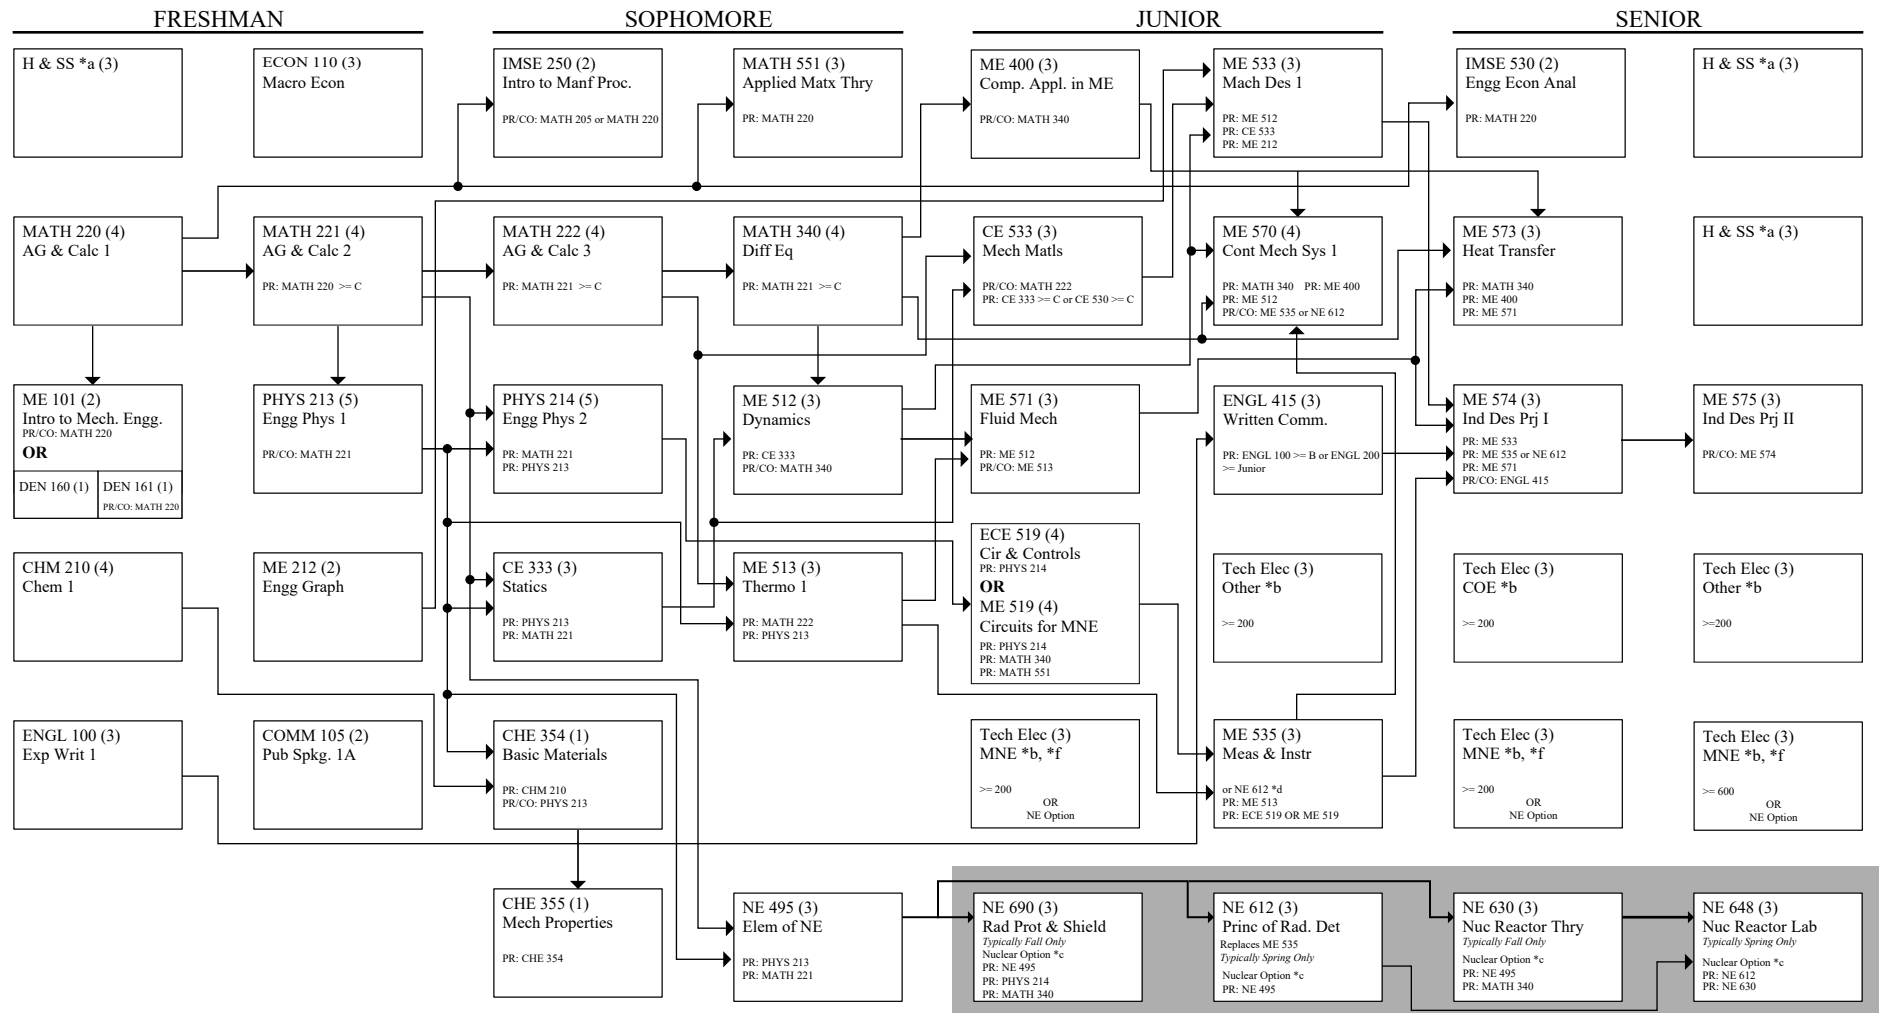 FRESHMAN
SOPHOMORE
JUNIOR
SENIOR
H & SS *a (3)
ECON 110 (3)
Macro Econ
IMSE 250 (2)
Intro to Manf Proc.
PR/CO: MATH 205 or MATH 220
MATH 551 (3)
Applied Matx Thry
PR: MATH 220
ME 400 (3)
Comp. Appl. in ME
PR/CO: MATH 340
ME 533 (3)
Mach Des 1
PR: ME 512
PR: CE 533
PR: ME 212
IMSE 530 (2)
Engg Econ Anal
PR: MATH 220
H & SS *a (3)
MATH 220 (4)
AG & Calc 1
MATH 221 (4)
AG & Calc 2
PR: MATH 220 >= C
MATH 222 (4)
AG & Calc 3
PR: MATH 221 >= C
MATH 340 (4)
Diff Eq
PR: MATH 221 >= C
CE 533 (3)
Mech Matls
PR/CO: MATH 222
PR: CE 333 >= C or CE 530 >= C
ME 570 (4)
Cont Mech Sys 1
PR: MATH 340 PR: ME 400
PR: ME 512
PR/CO: ME 535 or NE 612
ME 573 (3)
Heat Transfer
PR: MATH 340
PR: ME 400
PR: ME 571
H & SS *a (3)
ME 101 (2)
Intro to Mech. Engg.
PR/CO: MATH 220
OR
DEN 160 (1)
DEN 161 (1)
PR/CO: MATH 220
PHYS 213 (5)
Engg Phys 1
PR/CO: MATH 221
PHYS 214 (5)
Engg Phys 2
PR: MATH 221
PR: PHYS 213
ME 512 (3)
Dynamics
PR: CE 333
PR/CO: MATH 340
ME 571 (3)
Fluid Mech
PR: ME 512
PR/CO: ME 513
ENGL 415 (3)
Written Comm.
PR: ENGL 100 >= B or ENGL 200
>= Junior
ME 574 (3)
Ind Des Prj I
PR: ME 533
PR: ME 535 or NE 612
PR: ME 571
PR/CO: ENGL 415
ME 575 (3)
Ind Des Prj II
PR/CO: ME 574
CHM 210 (4)
Chem 1
ME 212 (2)
Engg Graph
CE 333 (3)
Statics
PR: PHYS 213
PR: MATH 221
ME 513 (3)
Thermo 1
PR: MATH 222
PR: PHYS 213
ECE 519 (4)
Cir & Controls
PR: PHYS 214
OR
ME 519 (4)
Circuits for MNE
PR: PHYS 214
PR: MATH 340
PR: MATH 551
Tech Elec (3)
Other *b
>= 200
Tech Elec (3)
COE *b
>= 200
Tech Elec (3)
Other *b
>=200
ENGL 100 (3)
Exp Writ 1
COMM 105 (2)
Pub Spkg. 1A
CHE 354 (1)
Basic Materials
PR: CHM 210
PR/CO: PHYS 213
Tech Elec (3)
MNE *b, *f
>= 200
OR
NE Option
ME 535 (3)
Meas & Instr
or NE 612 *d
PR: ME 513
PR: ECE 519 OR ME 519
Tech Elec (3)
MNE *b, *f
>= 200
OR
NE Option
Tech Elec (3)
MNE *b, *f
>= 600
OR
NE Option
CHE 355 (1)
Mech Properties
PR: CHE 354
NE 495 (3)
Elem of NE
PR: PHYS 213
PR: MATH 221
NE 690 (3)
Rad Prot & Shield
Typically Fall Only
Nuclear Option *c
PR: NE 495
PR: PHYS 214
PR: MATH 340
NE 612 (3)
Princ of Rad. Det
Replaces ME 535
Typically Spring Only
Nuclear Option *c
PR: NE 495
NE 630 (3)
Nuc Reactor Thry
Typically Fall Only
Nuclear Option *c
PR: NE 495
PR: MATH 340
NE 648 (3)
Nuc Reactor Lab
Typically Spring Only
Nuclear Option *c
PR: NE 612
PR: NE 630